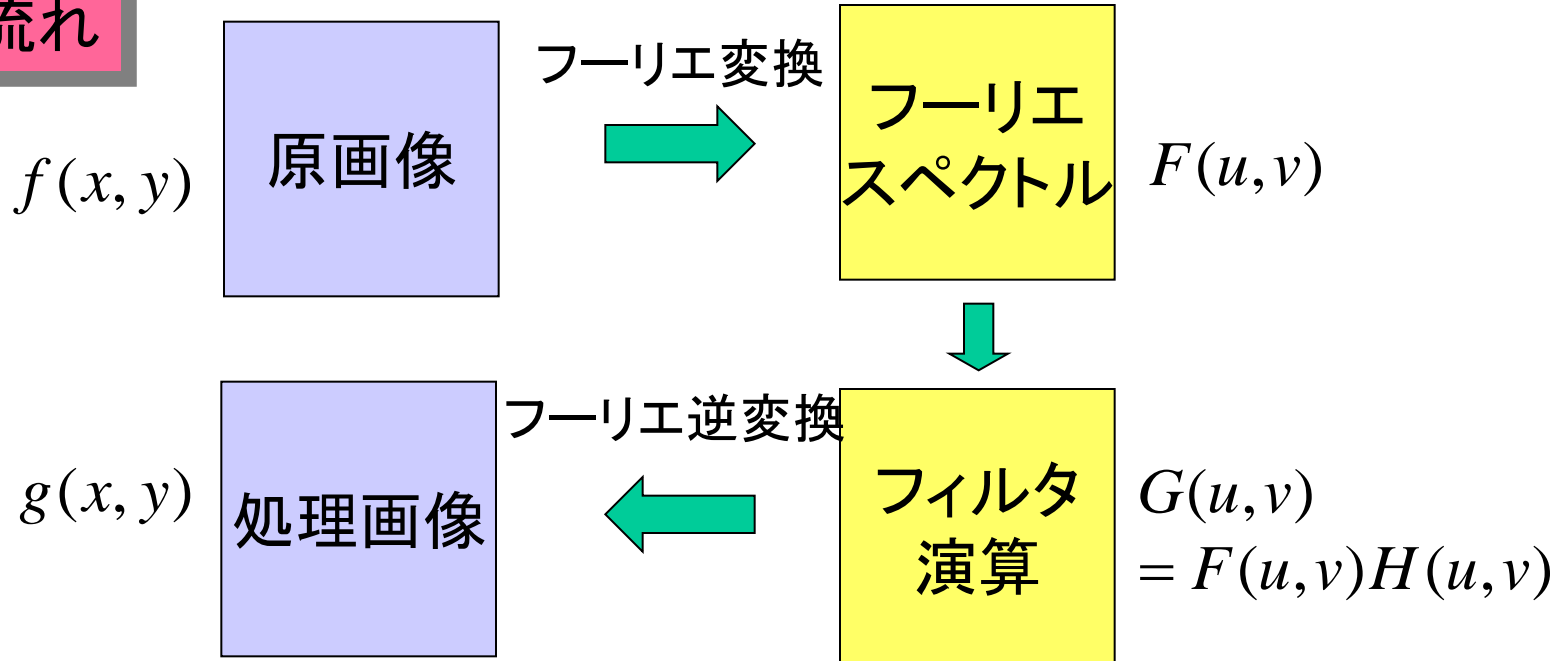 流れ
フーリエ変換
f(x, y)
原画像
フーリエ
スペクトル
F(u,v)
フーリエ逆変換
g(x, y)
処理画像
フィルタ
演算
G(u,v)
= F(u,v)H(u,v)